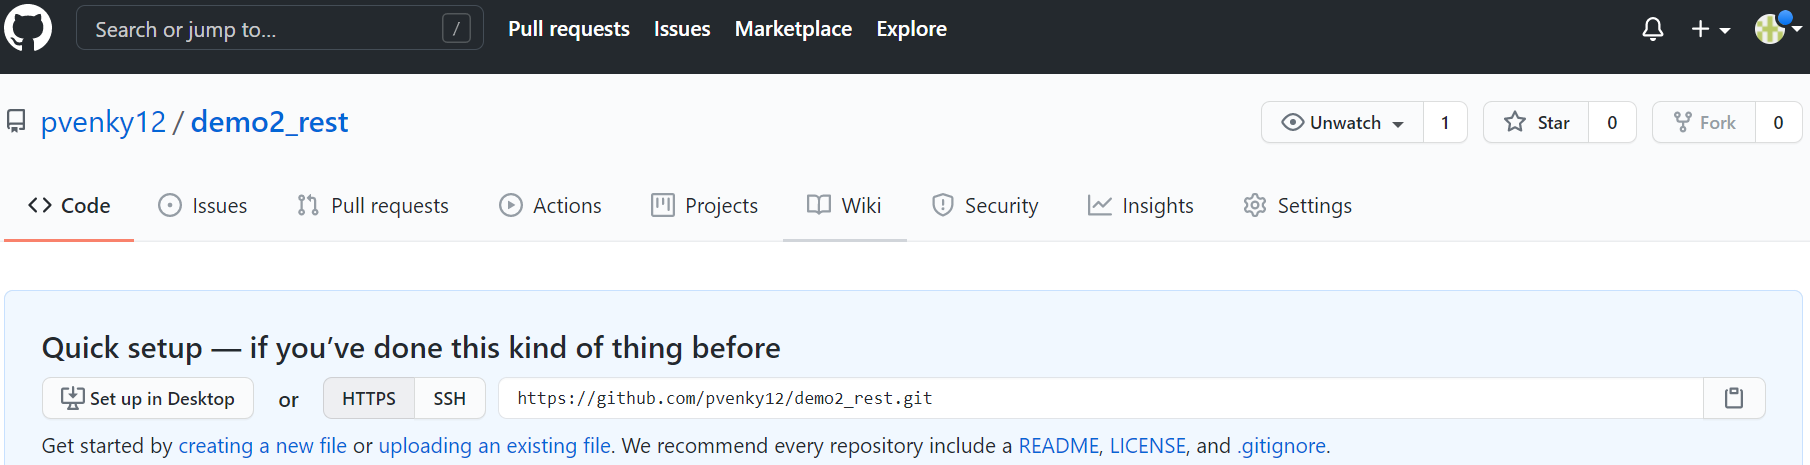 Search or jump to... / Pull requests Issues Marketplace Explore
pvenky12 / demo2_rest Unwatch 1 Star 0 Fork 0
Code Issues Pull requests Actions Projects Wiki Security Insights Settings
Quick setup — if you’ve done this kind of thing before
Set up in Desktop or HTTPS SSH https://github.com/pvenky12/demo2_rest.git
Get started by creating a new file or uploading an existing file. We recommend every repository include a README, LICENSE, and .gitignore.